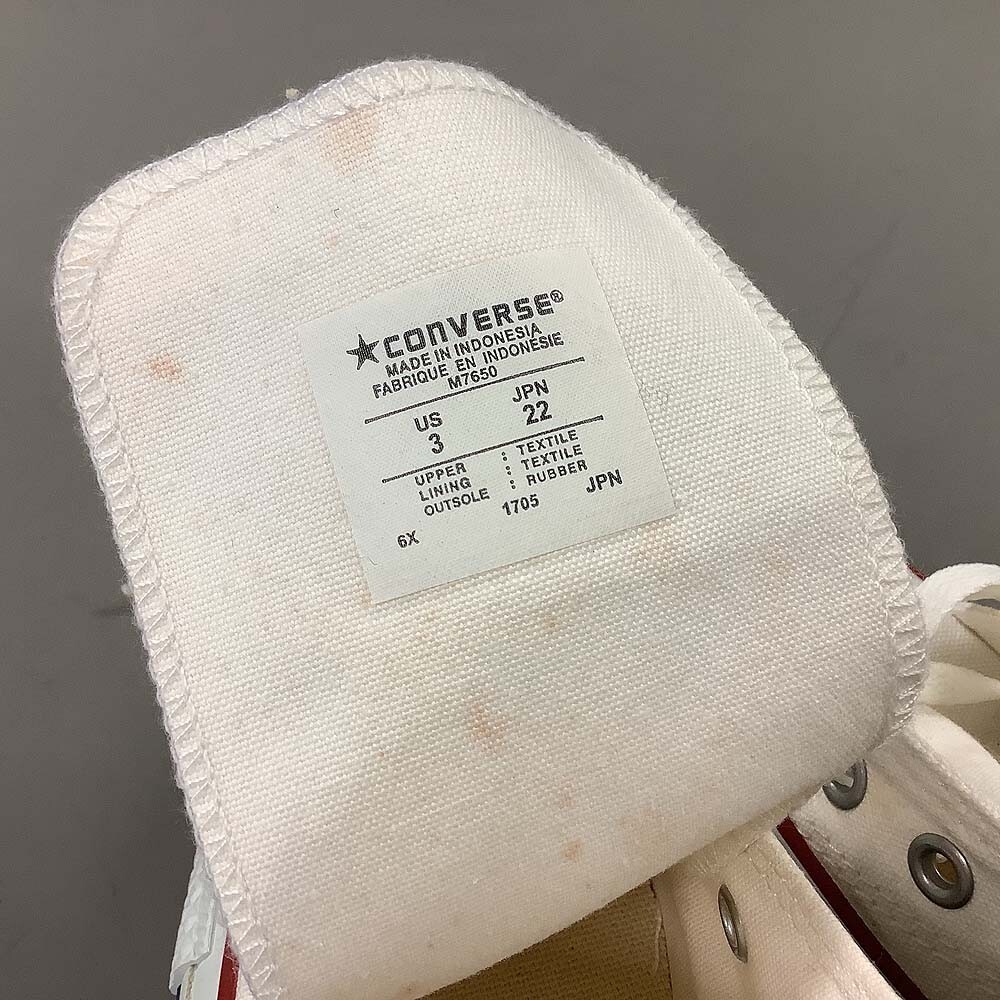 ★CONVERSE®
MADE IN INDONESIA
FABRIQUE EN INDONESIE
M7650
US JPN
3 22
UPPER : TEXTILE
LINING : TEXTILE
OUTSOLE : RUBBER
6X 1705 JPN